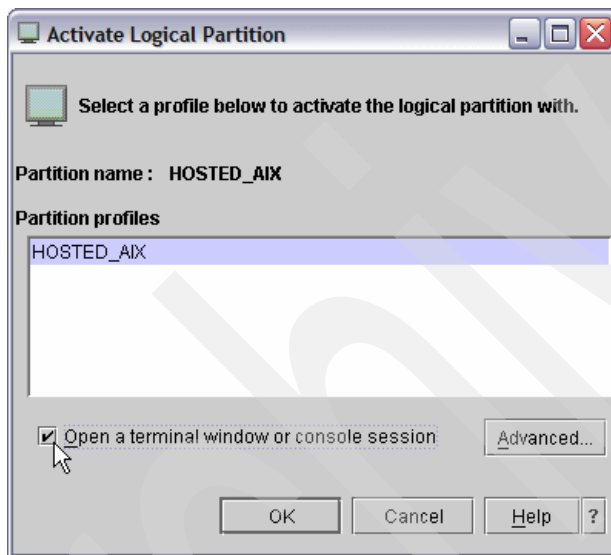 Activate Logical Partition
Select a profile below to activate the logical partition with.
Partition name : HOSTED_AIX
Partition profiles
HOSTED_AIX
Open a terminal window or console session
Advanced...
OK Cancel Help ?